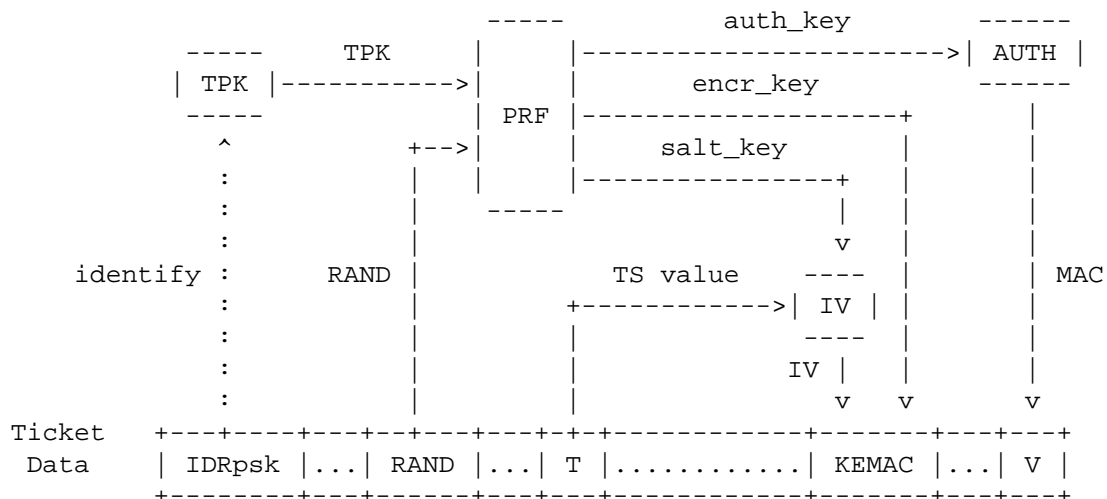 auth_key
TPK
TPK AUTH
encr_key
PRF
salt_key
identify RAND TS value MAC
IV
IV
Ticket
Data IDRpsk ... RAND ... T ............ KEMAC ... V